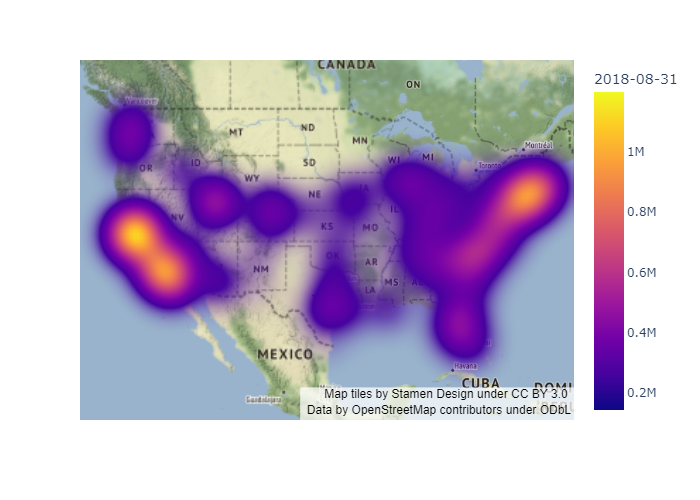 CANADA
2018-08-31
ON
1M
MT
ND
MN
Montréal
SD
WI
MI
Toronto
OR
ID
WY
0.8M
NE
IA
IL
NV
KS
MO
0.6M
OK
AR
NM
MS
LA
0.4M
MEXICO
Havana
CUBA
Guadalajara
0.2M
Map tiles by Stamen Design under CC BY 3.0
Data by OpenStreetMap contributors under ODbL